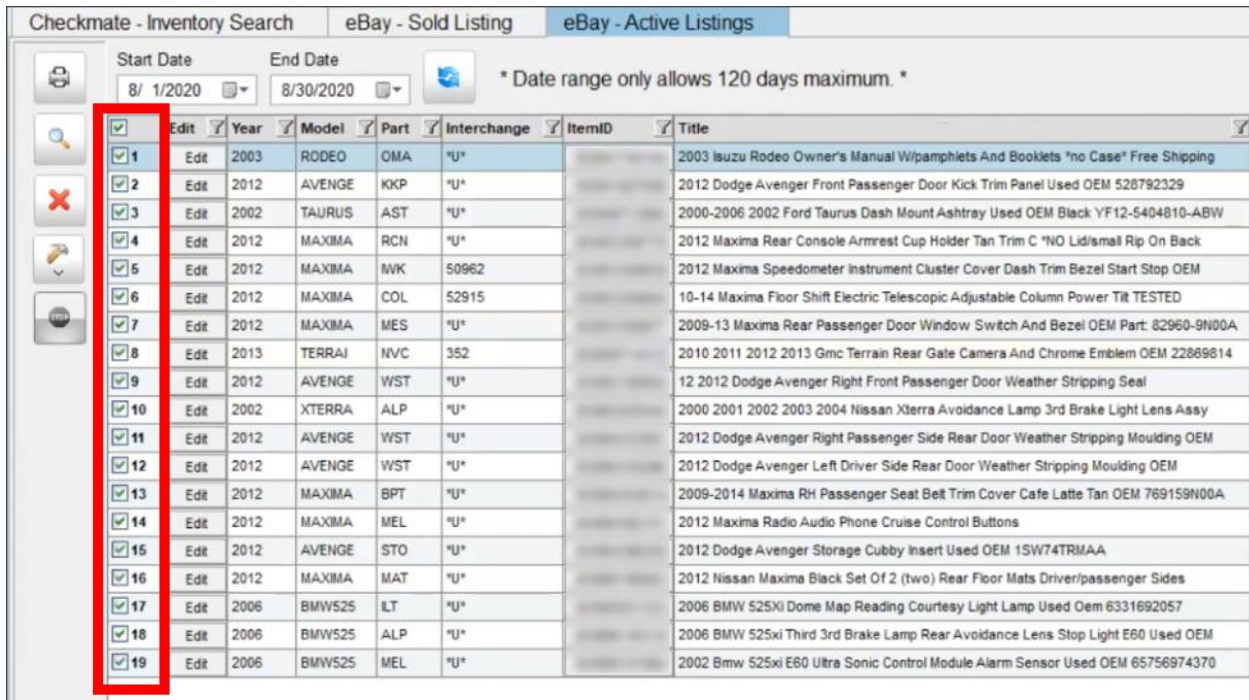 Checkmate - Inventory Search eBay - Sold Listing eBay - Active Listings
Start Date End Date
8/ 1/2020 8/30/2020 * Date range only allows 120 days maximum. *
Edit Year Model Part Interchange ItemID Title
1 Edit 2003 RODEO OMA *U* 2003 Isuzu Rodeo Owner's Manual W/pamphlets And Booklets *no Case* Free Shipping
2 Edit 2012 AVENGE KKP *U* 2012 Dodge Avenger Front Passenger Door Kick Trim Panel Used OEM 528792329
3 Edit 2002 TAURUS AST *U* 2000-2006 2002 Ford Taurus Dash Mount Ashtray Used OEM Black YF12-5404810-ABW
4 Edit 2012 MAXIMA RCN *U* 2012 Maxima Rear Console Armrest Cup Holder Tan Trim C *NO Lid/small Rip On Back
5 Edit 2012 MAXIMA 50962 2012 Maxima Speedometer Instrument Cluster Cover Dash Trim Bezel Start Stop OEM
6 Edit 2012 MAXIMA COL 52915 10-14 Maxima Floor Shift Electric Telescopic Adjustable Column Power Tilt TESTED
7 Edit 2012 MAXIMA MES *U* 2009-13 Maxima Rear Passenger Door Window Switch And Bezel OEM Part: 82960-9N00A
8 Edit 2013 TERRAI NVC 352 2010 2011 2012 2013 Gmc Terrain Rear Gate Camera And Chrome Emblem OEM 22869814
9 Edit 2012 AVENGE WST *U* 12 2012 Dodge Avenger Right Front Passenger Door Weather Stripping Seal
10 Edit 2002 XTERRA ALP *U* 2000 2001 2002 2003 2004 Nissan Xterra Avoidance Lamp 3rd Brake Light Lens Assy
11 Edit 2012 AVENGE WST *U* 2012 Dodge Avenger Right Passenger Side Rear Door Weather Stripping Moulding OEM
12 Edit 2012 AVENGE WST *U* 2012 Dodge Avenger Left Driver Side Rear Door Weather Stripping Moulding OEM
13 Edit 2012 MAXIMA BPT *U* 2009-2014 Maxima RH Passenger Seat Belt Trim Cover Cafe Latte Tan OEM 769159N00A
14 Edit 2012 MAXIMA MEL *U* 2012 Maxima Radio Audio Phone Cruise Control Buttons
15 Edit 2012 AVENGE STO *U* 2012 Dodge Avenger Storage Cubby Insert Used OEM 1SW74TRMAA
16 Edit 2012 MAXIMA MAT *U* 2012 Nissan Maxima Black Set Of 2 (two) Rear Floor Mats Driver/passenger Sides
17 Edit 2006 BMW525 ILT *U* 2006 BMW 525Xi Dome Map Reading Courtesy Light Lamp Used Oem 6331692057
18 Edit 2006 BMW525 ALP *U* 2006 BMW 525xi Third 3rd Brake Lamp Rear Avoidance Lens Stop Light E60 Used OEM
19 Edit 2006 BMW525 MEL *U* 2002 Bmw 525xi E60 Ultra Sonic Control Module Alarm Sensor Used OEM 65756974370